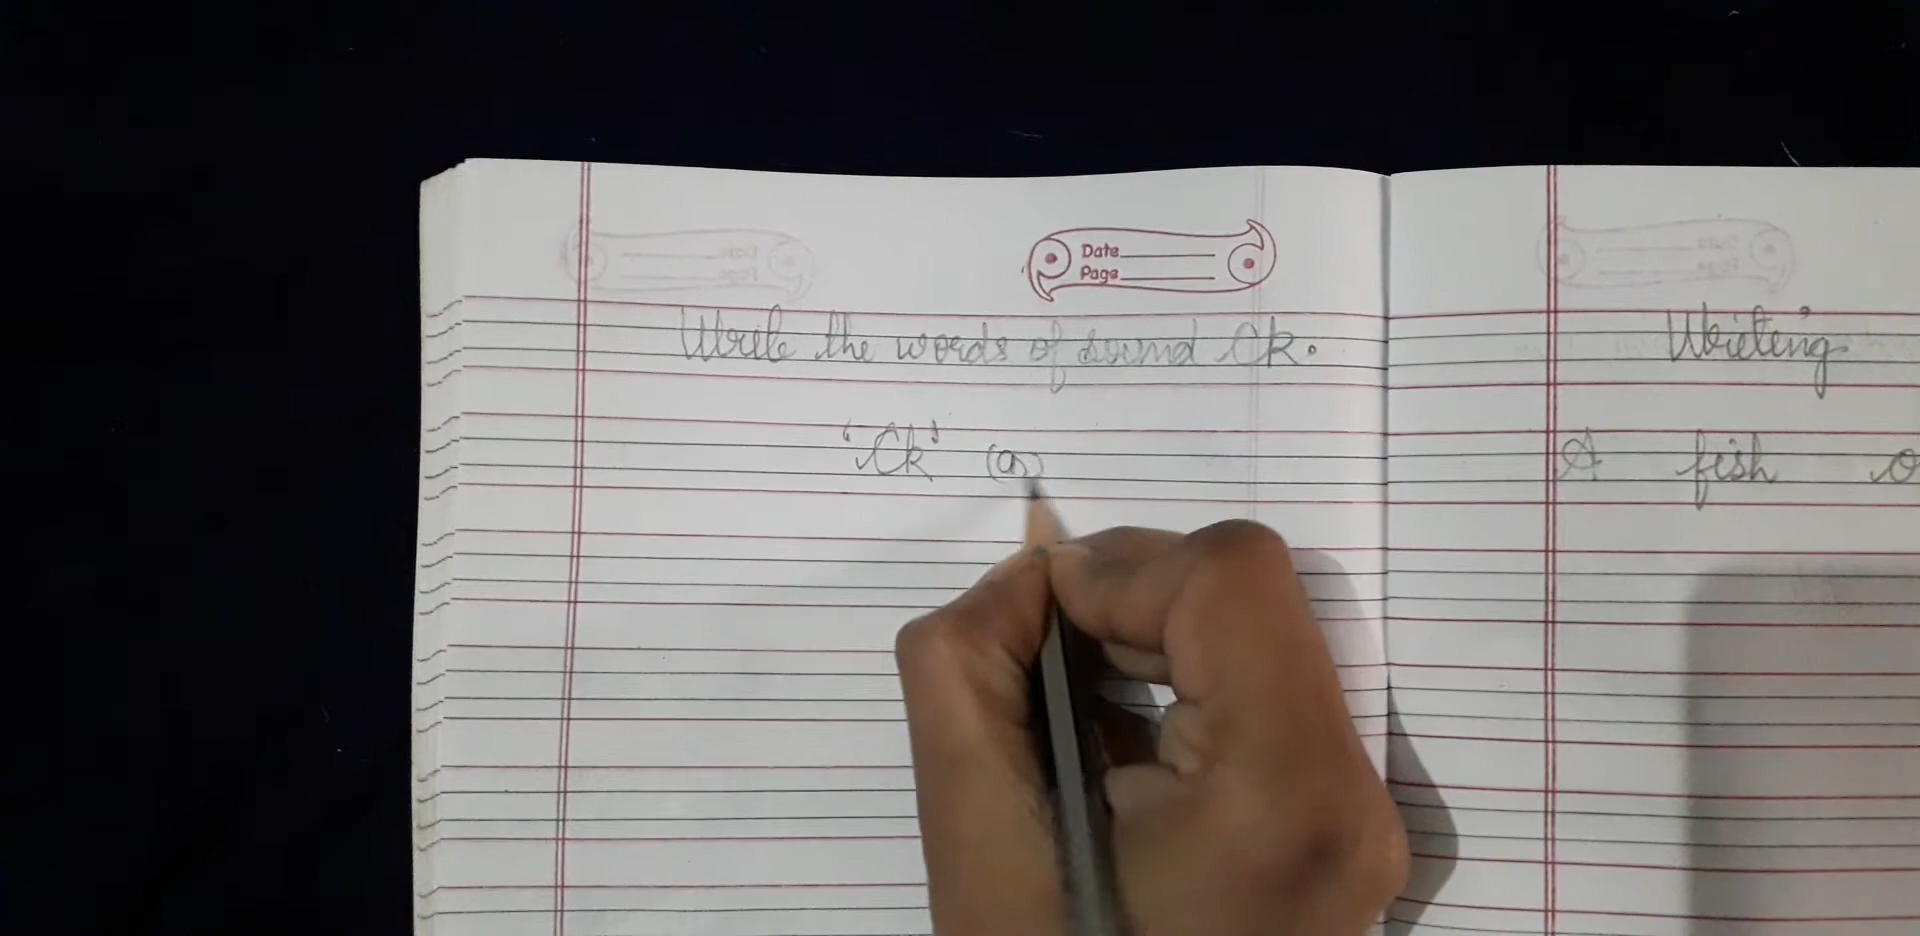 Date
Page
Write the words of sound Ck.
'Ck' (a)
Writing
A fish o